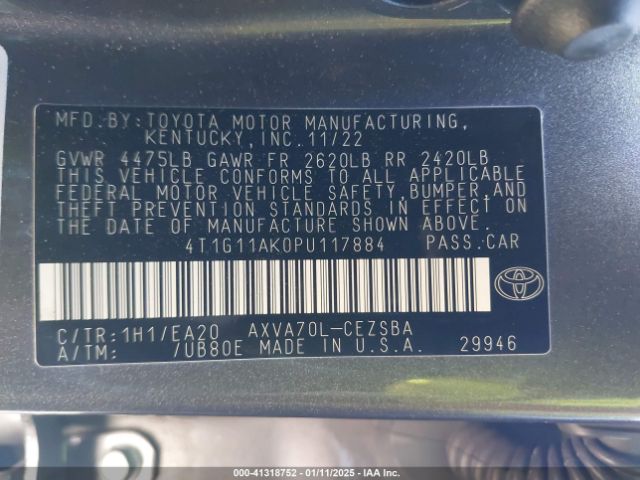 MFD.BY:TOYOTA MOTOR MANUFACTURING,
KENTUCKY, INC. 11/22
GVWR 4475LB GAWR FR 2620LB RR 2420LB
THIS VEHICLE CONFORMS TO ALL APPLICABLE
FEDERAL MOTOR VEHICLE SAFETY,BUMPER,AND
THEFT PREVENTION STANDARDS IN EFFECT ON
THE DATE OF MANUFACTURE SHOWN ABOVE.
4T1G11AK0PU117884 PASS.CAR
C/TR:1H1/EA20 AXVA70L-CEZSBA
A/TM: /UB80E MADE IN U.S.A. 29946
000-41318752 — 01/11/2025 — IAA Inc.